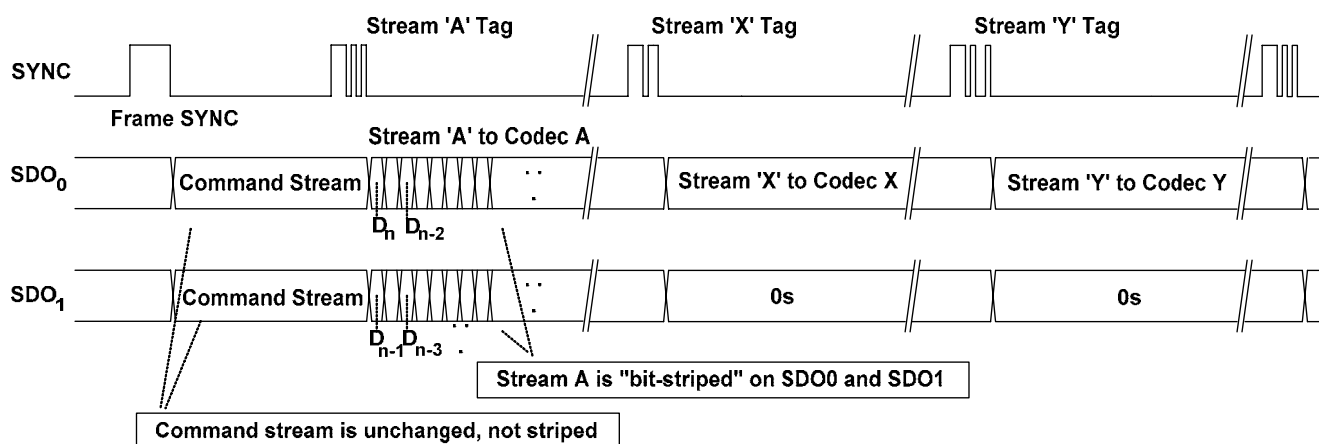 Stream 'A' Tag
Stream 'X' Tag
Stream 'Y' Tag
SYNC
Frame SYNC
Stream 'A' to Codec A
SDO0
Command Stream
Stream 'X' to Codec X
Stream 'Y' to Codec Y
Dn
Dn-2
SDO1
Command Stream
0s
0s
Dn-1
Dn-3
Stream A is "bit-striped" on SDO0 and SDO1
Command stream is unchanged, not striped